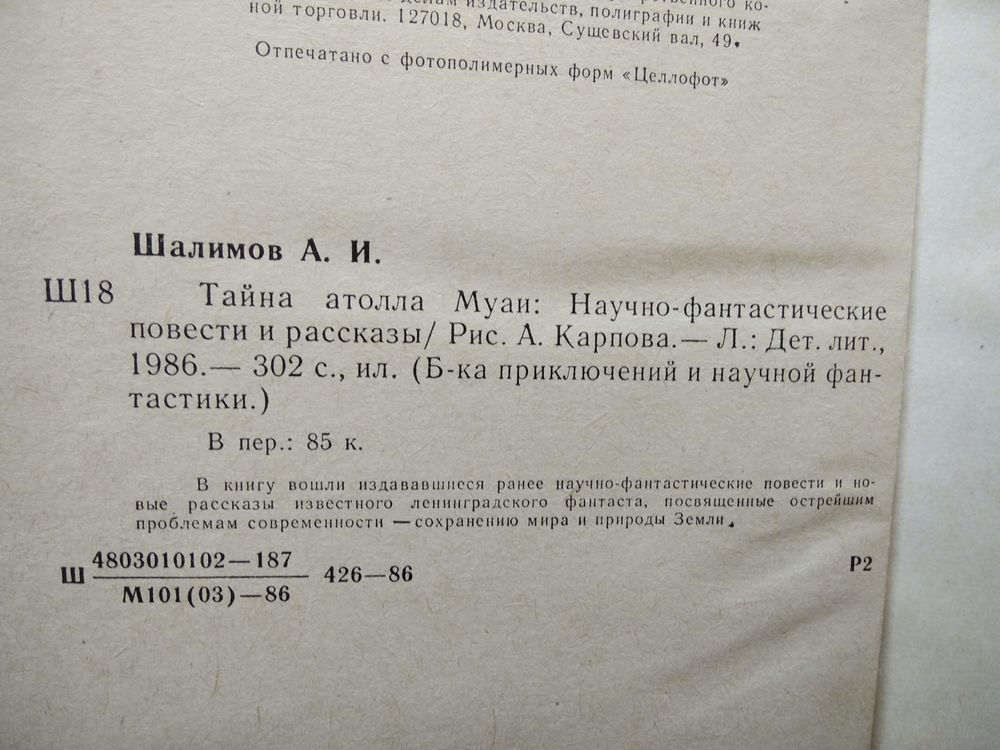 издательств, полиграфии и книж
ной торговли. 127018, Москва, Сущевский вал, 49.
Отпечатано с фотополимерных форм «Целлофот»
Шалимов А. И.
Ш18 Тайна атолла Муаи: Научно-фантастические
повести и рассказы/ Рис. А. Карпова.— Л.: Дет. лит.,
1986.— 302 с., ил. (Б-ка приключений и научной фан-
тастики.)
В пер.: 85 к.
В книгу вошли издававшиеся ранее научно-фантастические повести и но-
вые рассказы известного ленинградского фантаста, посвященные острейшим
проблемам современности — сохранению мира и природы Земли.
Ш 4803010102—187 426—86 Р2
М101(03)—86